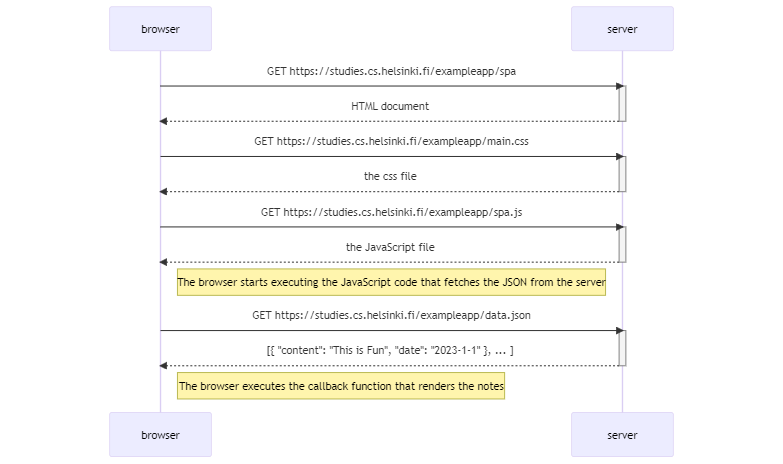 browser
server
GET https://studies.cs.helsinki.fi/exampleapp/spa
HTML document
GET https://studies.cs.helsinki.fi/exampleapp/main.css
the css file
GET https://studies.cs.helsinki.fi/exampleapp/spa.js
the JavaScript file
The browser starts executing the JavaScript code that fetches the JSON from the server
GET https://studies.cs.helsinki.fi/exampleapp/data.json
[{ "content": "This is Fun", "date": "2023-1-1" }, ... ]
The browser executes the callback function that renders the notes
browser
server